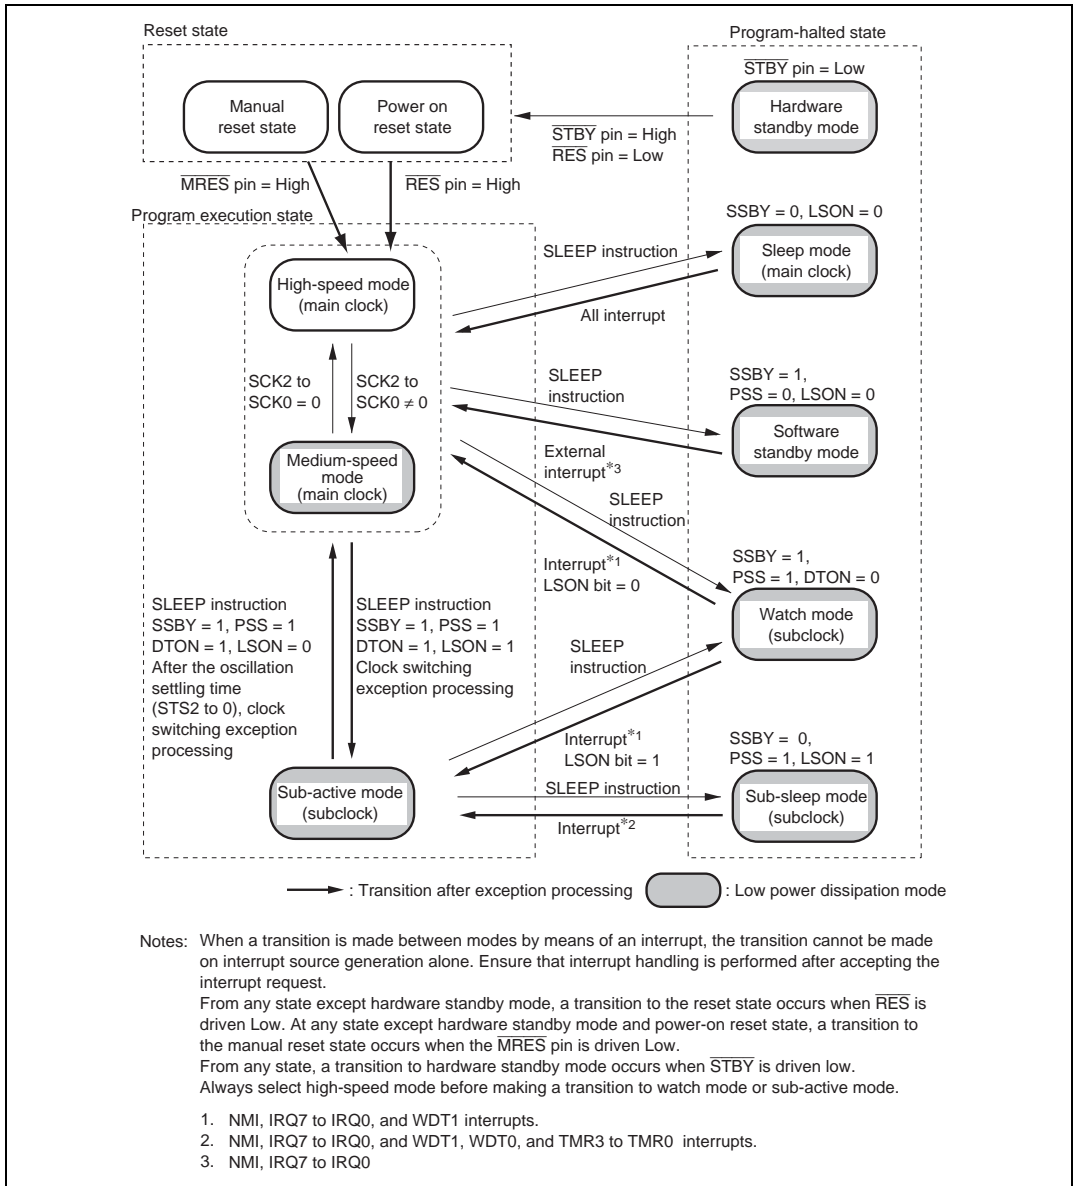 Reset state
Program-halted state
STBY pin = Low
Manual
reset state
Power on
reset state
Hardware
standby mode
STBY pin = High
RES pin = Low
MRES pin = High
RES pin = High
Program execution state
SSBY = 0, LSON = 0
SLEEP instruction
Sleep mode
(main clock)
High-speed mode
(main clock)
All interrupt
SCK2 to
SCK0 = 0
SCK2 to
SCK0 ≠ 0
SLEEP
instruction
SSBY = 1,
PSS = 0, LSON = 0
Software
standby mode
External
interrupt*3
Medium-speed
mode
(main clock)
SLEEP
instruction
Interrupt*1
LSON bit = 0
SSBY = 1,
PSS = 1, DTON = 0
Watch mode
(subclock)
SLEEP instruction
SSBY = 1, PSS = 1
DTON = 1, LSON = 0
After the oscillation
settling time
(STS2 to 0), clock
switching exception
processing
SLEEP instruction
SSBY = 1, PSS = 1
DTON = 1, LSON = 1
Clock switching
exception processing
SLEEP
instruction
Interrupt*1
LSON bit = 1
SSBY = 0,
PSS = 1, LSON = 1
Sub-active mode
(subclock)
SLEEP instruction
Sub-sleep mode
(subclock)
Interrupt*2
: Transition after exception processing
: Low power dissipation mode
Notes: When a transition is made between modes by means of an interrupt, the transition cannot be made
on interrupt source generation alone. Ensure that interrupt handling is performed after accepting the
interrupt request.
From any state except hardware standby mode, a transition to the reset state occurs when RES is
driven Low. At any state except hardware standby mode and power-on reset state, a transition to
the manual reset state occurs when the MRES pin is driven Low.
From any state, a transition to hardware standby mode occurs when STBY is driven low.
Always select high-speed mode before making a transition to watch mode or sub-active mode.
1. NMI, IRQ7 to IRQ0, and WDT1 interrupts.
2. NMI, IRQ7 to IRQ0, and WDT1, WDT0, and TMR3 to TMR0 interrupts.
3. NMI, IRQ7 to IRQ0